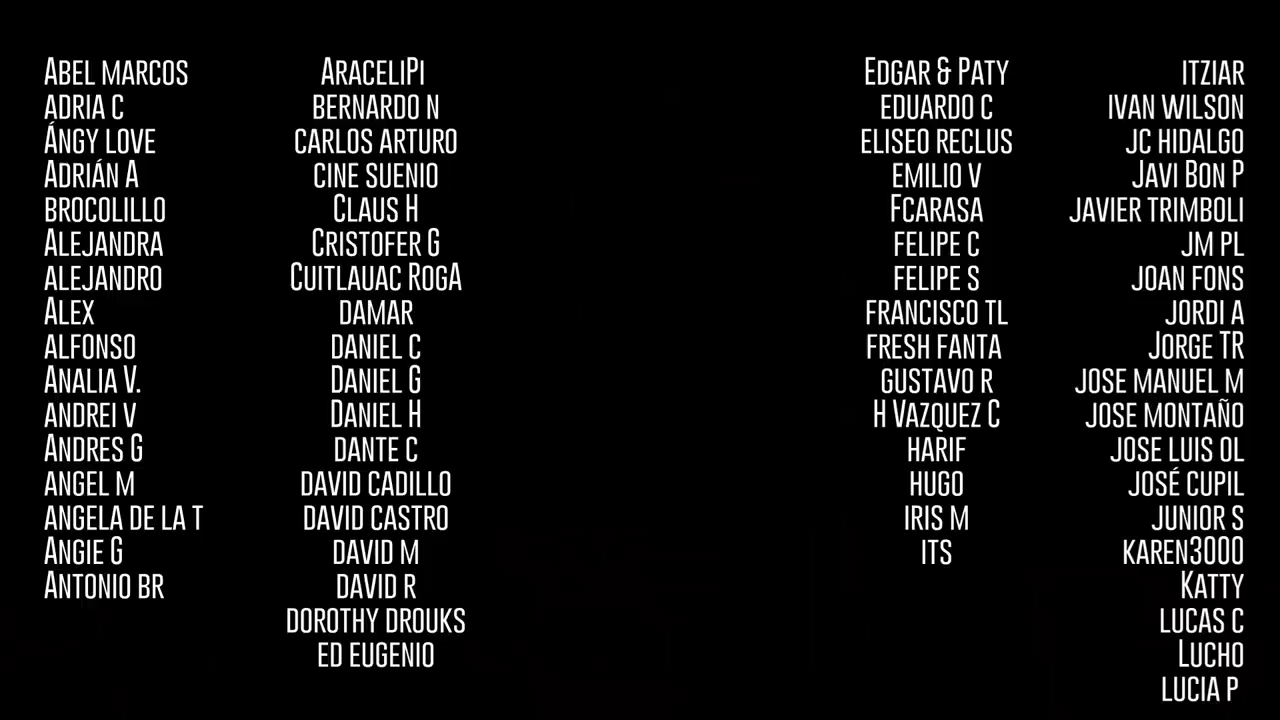 Abel marcos
adria c
Ángy love
Adrián A
brocolillo
Alejandra
alejandro
Alex
alfonso
Analia V.
andrei v
Andres G
angel m
angela de la t
Angie G
Antonio br
AraceliPi
bernardo n
carlos arturo
cine suenio
Claus H
Cristofer G
Cuitlauac RogA
damar
daniel c
Daniel G
Daniel H
dante c
david cadillo
david castro
david m
david r
dorothy drouks
ed eugenio
Edgar & Paty
eduardo c
eliseo reclus
emilio v
Fcarasa
felipe c
felipe s
francisco tl
fresh fanta
gustavo r
H Vazquez C
harif
hugo
iris m
its
itziar
ivan wilson
jc hidalgo
Javi Bon P
javier trimboli
jm pl
joan fons
jordi a
Jorge TR
jose manuel m
jose montaño
jose luis ol
josé cupil
junior s
karen3000
Katty
lucas c
Lucho
lucia p